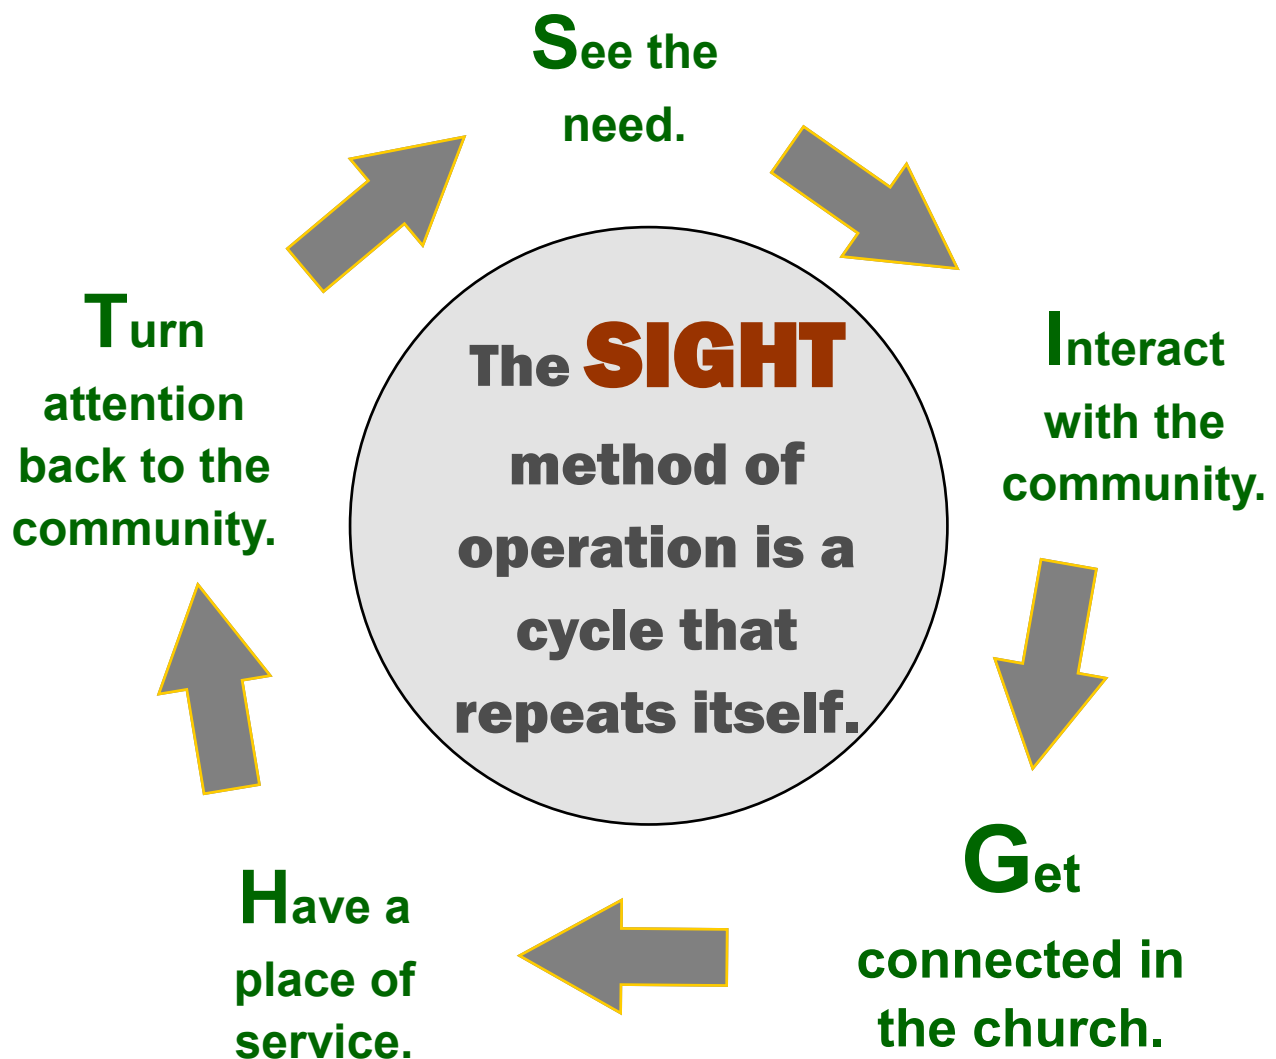 See the
need.
Interact
with the
community.
Get
connected in
the church.
Have a
place of
service.
Turn
attention
back to the
community.
The SIGHT
method of
operation is a
cycle that
repeats itself.